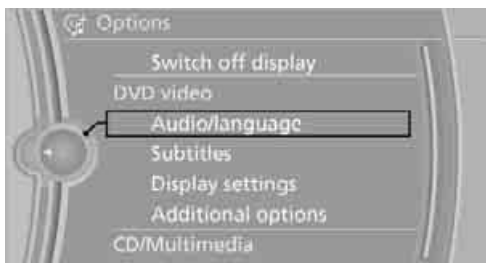 Options
Switch off display
DVD video
Audio/language
Subtitles
Display settings
Additional options
CD/Multimedia